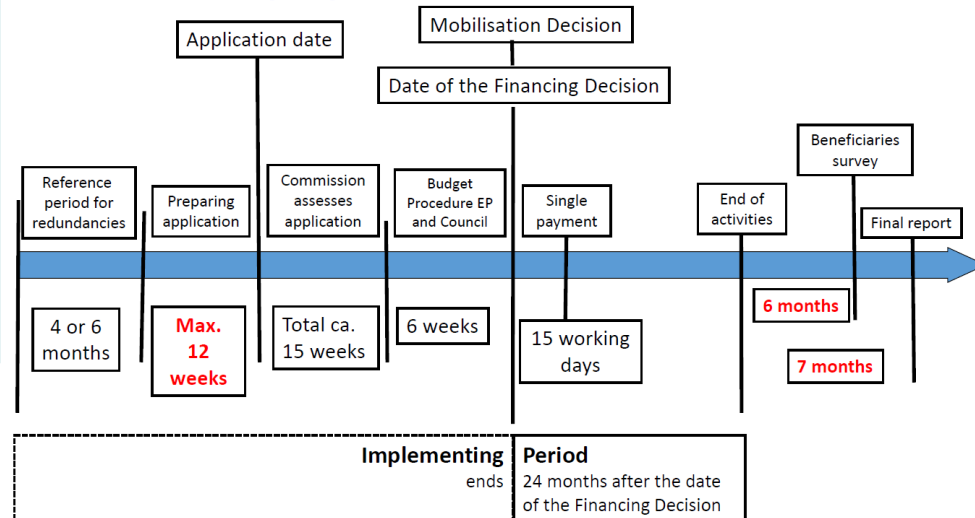 Mobilisation Decision
Application date
Date of the Financing Decision
Reference
period for
redundancies
Preparing
application
Commission
assesses
application
Budget
Procedure EP
and Council
Single
payment
End of
activities
Beneficiaries
survey
Final report
4 or 6
months
Max.
12
weeks
Total ca.
15 weeks
6 weeks
15 working
days
6 months
7 months
Implementing
ends
Period
24 months after the date
of the Financing Decision